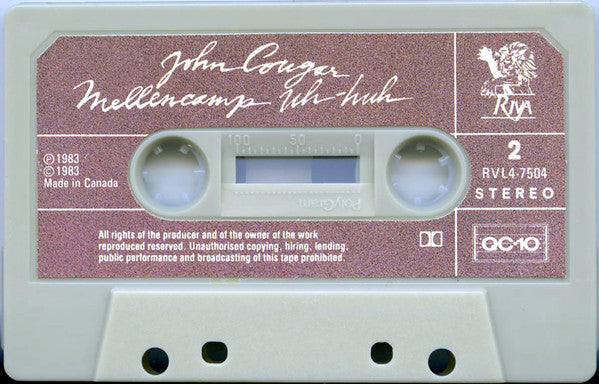 John Cougar
Mellencamp Uh-huh
RIVA
100 50 0
Ⓟ 1983
© 1983
Made in Canada
2
RVL4-7504
STEREO
PolyGram
All rights of the producer and of the owner of the work
reproduced reserved. Unauthorised copying, hiring, lending,
public performance and broadcasting of this tape prohibited.
QC-10